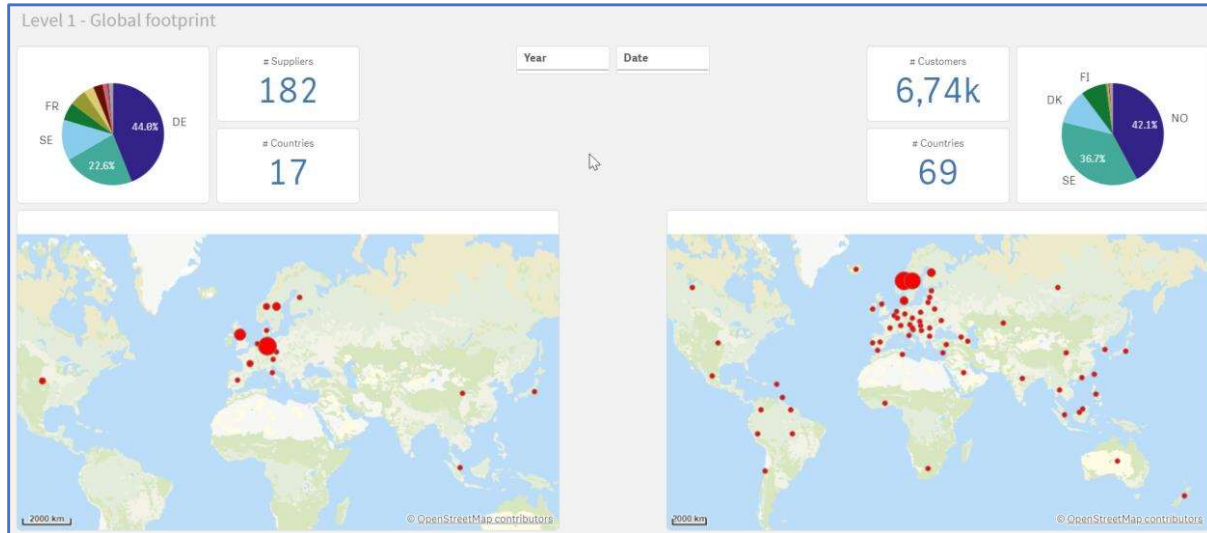 Level 1 - Global footprint
FR
SE
DE
44.0%
22.6%
# Suppliers
182
# Countries
17
Year
Date
# Customers
6,74k
# Countries
69
FI
DK
NO
42.1%
36.7%
SE
2000 km
© OpenStreetMap contributors
2000 km
© OpenStreetMap contributors